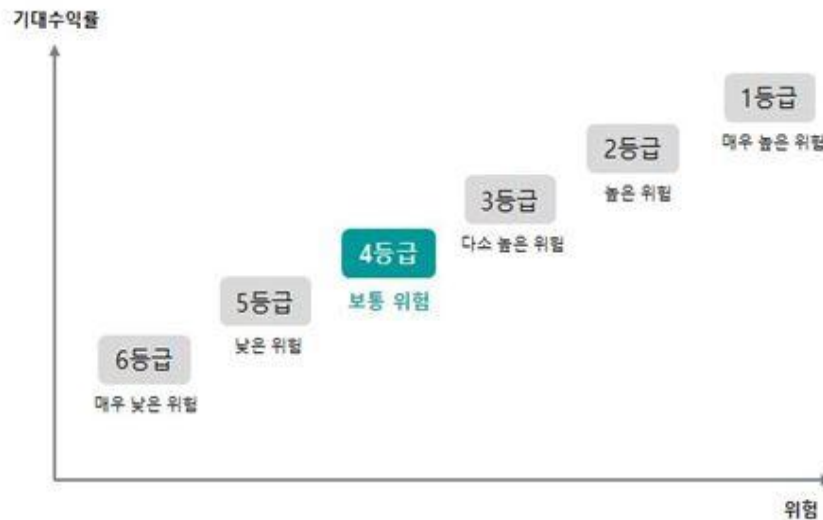 기대수익률
1등급
매우 높은 위험
2등급
높은 위험
3등급
다소 높은 위험
4등급
보통 위험
5등급
낮은 위험
6등급
매우 낮은 위험
위험